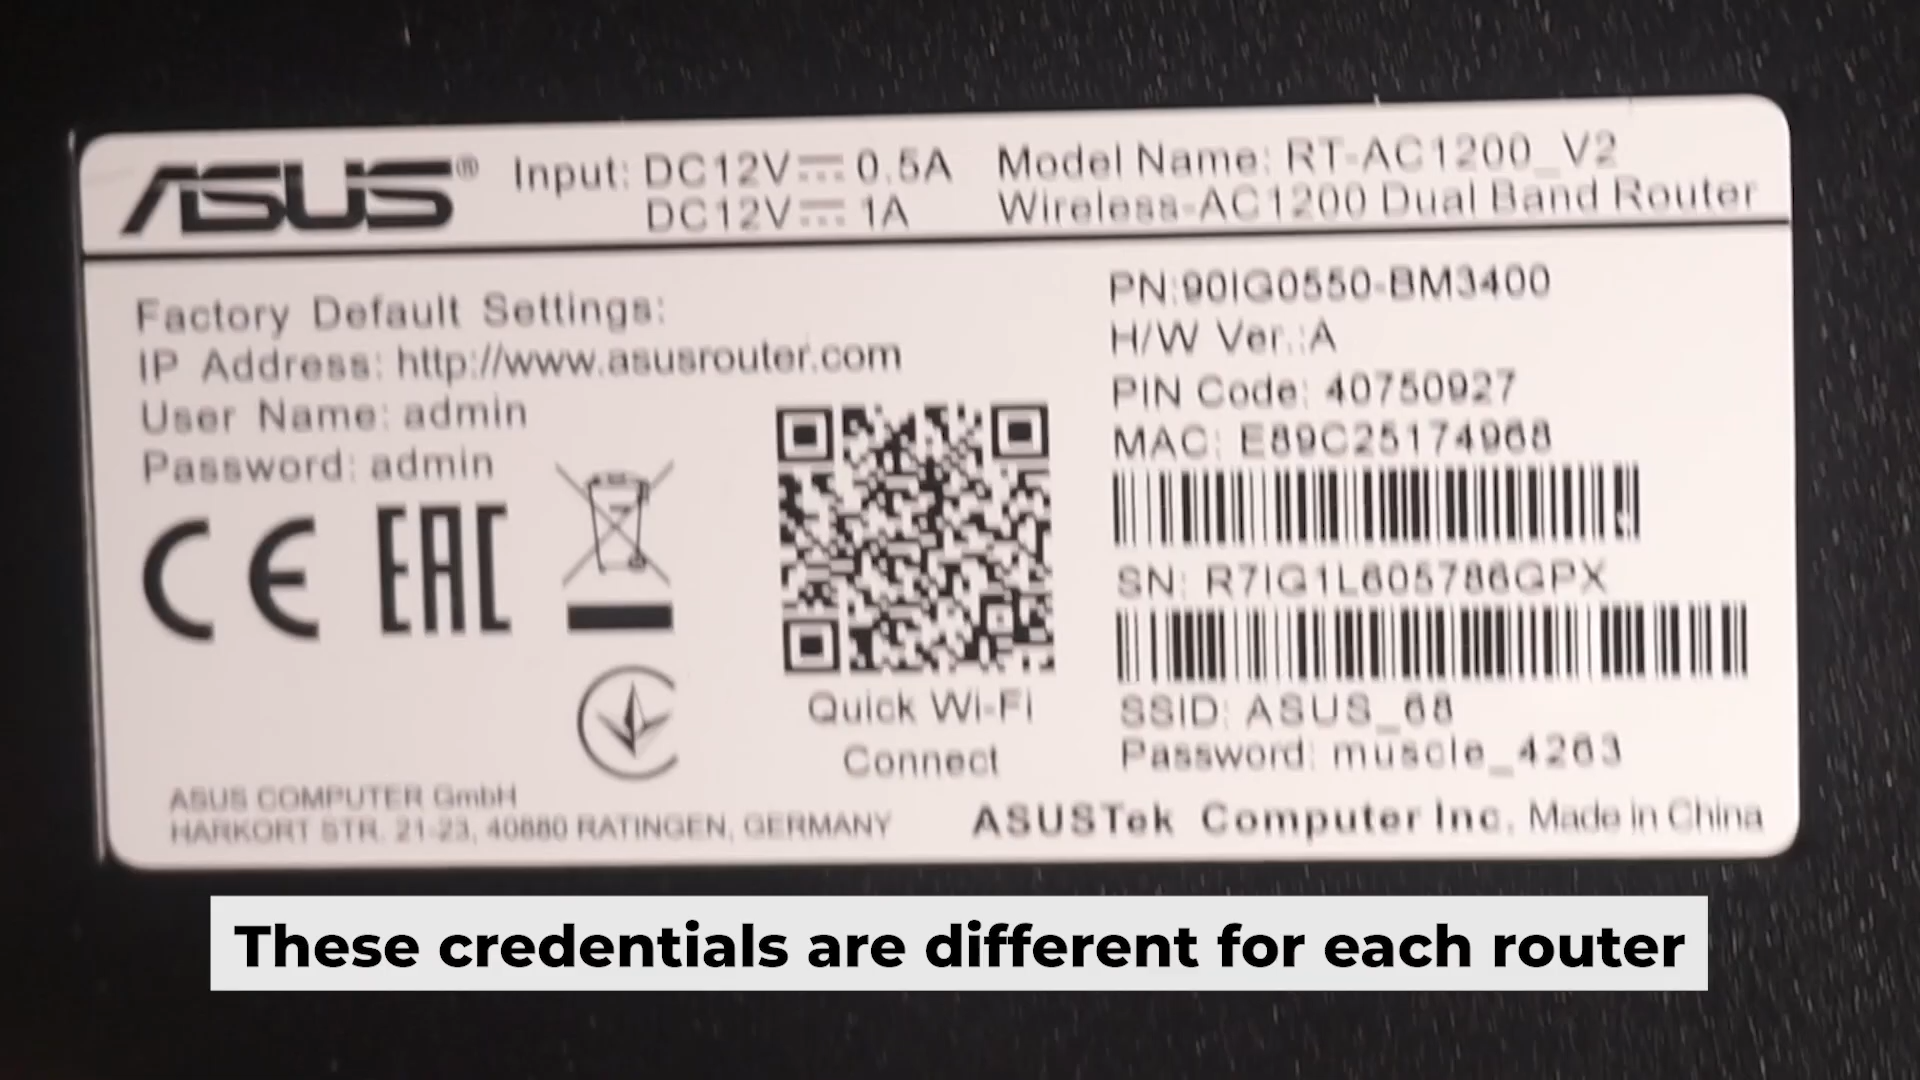 ASUS® Input: DC12V⎓0.5A
DC12V⎓1A
Model Name: RT-AC1200_V2
Wireless-AC1200 Dual Band Router
Factory Default Settings:
IP Address: http://www.asusrouter.com
User Name: admin
Password: admin
CE EAC
Quick Wi-Fi
Connect
PN:90IG0550-BM3400
H/W Ver.:A
PIN Code: 40750927
MAC: E89C25174968
SN: R7IG1L605786GPX
SSID: ASUS_68
Password: muscle_4263
ASUS COMPUTER GmbH
HARKORT STR. 21-23, 40880 RATINGEN, GERMANY
ASUSTek Computer Inc. Made in China
These credentials are different for each router